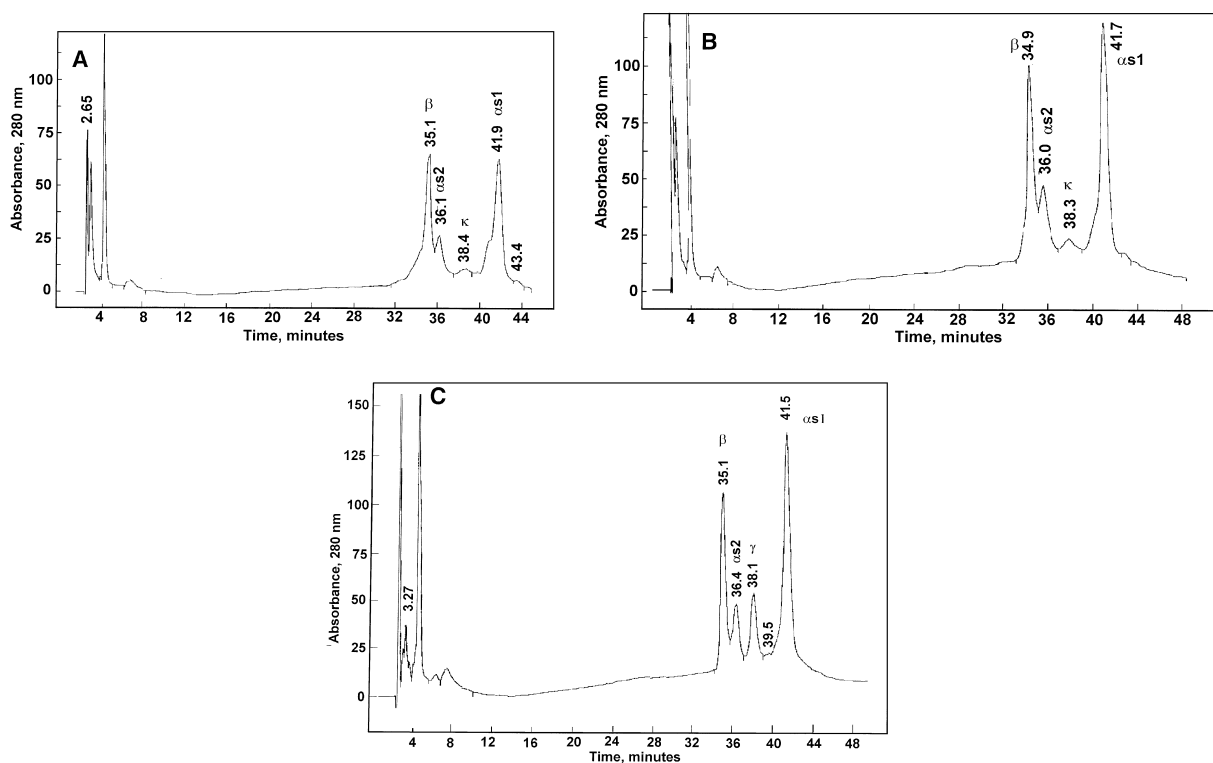 A
Absorbance, 280 nm
100
75
50
25
0
2.65
β
35.1
36.1 αs2
κ
38.4
41.9 αs1
43.4
4 8 12 16 20 24 28 32 36 40 44
Time, minutes
B
Absorbance, 280 nm
100
75
50
25
0
β 34.9
36.0 αs2
κ
38.3
41.7
αs1
4 8 12 16 20 24 28 32 36 40 44 48
Time, minutes
C
Absorbance, 280 nm
150
125
100
75
50
25
0
3.27
β
35.1
36.4 αs2
γ
38.1
39.5
41.5
αs1
4 8 12 16 20 24 28 32 36 40 44 48
Time, minutes